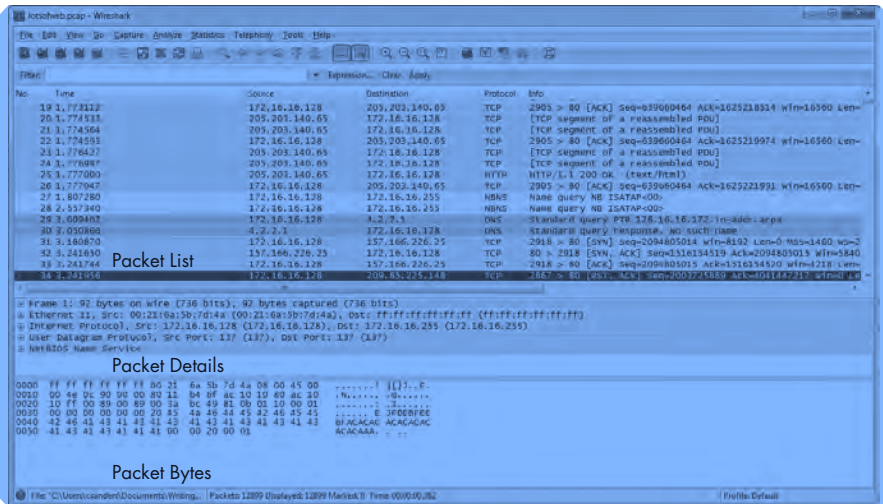 lotsofweb.pcap - Wireshark
File Edit View Go Capture Analyze Statistics Telephony Tools Help
Filter: Expression... Clear Apply
No. Time Source Destination Protocol Info
19 1.773112 172.16.16.128 205.203.140.65 TCP 2905 > 80 [ACK] Seq=639660464 Ack=1625218514 Win=16560 Len=
20 1.774533 205.203.140.65 172.16.16.128 TCP [TCP segment of a reassembled PDU]
21 1.774564 205.203.140.65 172.16.16.128 TCP [TCP segment of a reassembled PDU]
22 1.774593 172.16.16.128 205.203.140.65 TCP 2905 > 80 [ACK] Seq=639660464 Ack=1625219974 Win=16560 Len=
23 1.776427 205.203.140.65 172.16.16.128 TCP [TCP segment of a reassembled PDU]
24 205.203.140.65 172.16.16.128 TCP [TCP segment of a reassembled PDU]
25 1.777000 205.203.140.65 172.16.16.128 HTTP HTTP/1.1 200 OK (text/html)
26 1.777047 172.16.16.128 205.203.140.65 TCP 2905 > 80 [ACK] Seq=639660464 Ack=1625221991 Win=16560 Len=
27 1.807280 172.16.16.128 172.16.16.255 NBNS Name query NB ISATAP<00>
28 2.557340 172.16.16.128 172.16.16.255 NBNS Name query NB ISATAP<00>
29 3.009402 172.16.16.128 4.2.2.1 DNS Standard query PTR 128.16.16.172.in-addr.arpa
30 3.050866 4.2.2.1 172.16.16.128 DNS Standard query response, No such name
31 3.180870 172.16.16.128 157.166.226.25 TCP 2918 > 80 [SYN] Seq=2094805014 Win=8192 Len=0 MSS=1460 WS=2
32 3.241650 157.166.226.25 172.16.16.128 TCP 80 > 2918 [SYN, ACK] Seq=1516154519 Ack=2094805015 Win=5840
33 3.241744 172.16.16.128 157.166.226.25 TCP 2918 > 80 [ACK] Seq=2094805015 Ack=1516154520 Win=4218 Len=
34 3.241956 172.16.16.128 209.85.225.148 TCP 2867 > 80 [RST, ACK] Seq=2003725889 Ack=4041447217 Win=0 Le
Packet List
Frame 1: 92 bytes on wire (736 bits), 92 bytes captured (736 bits)
Ethernet II, Src: 00:21:6a:5b:7d:4a (00:21:6a:5b:7d:4a), Dst: ff:ff:ff:ff:ff:ff (ff:ff:ff:ff:ff:ff)
Internet Protocol, Src: 172.16.16.128 (172.16.16.128), Dst: 172.16.16.255 (172.16.16.255)
User Datagram Protocol, Src Port: 137 (137), Dst Port: 137 (137)
NetBIOS Name Service
Packet Details
0000 ff ff ff ff ff ff 00 21 6a 5b 7d 4a 08 00 45 00 .......! j[}J..E.
0010 00 4e 0c 90 00 00 80 11 b4 8f ac 10 10 80 ac 10
0020 10 ff 00 89 00 89 00 3a bc 49 81 0b 01 10 00 01
0030 00 00 00 00 00 00 20 45 4a 46 44 45 42 46 45 45 ...... E JFDEBFEE
0040 42 46 41 43 41 43 41 43 41 43 41 43 41 43 41 43 BFACACAC ACACACAC
0050 41 43 41 43 41 41 41 00 00 20 00 01 ACACAAA. . ..
Packet Bytes
File: "C:\Users\csanders\Documents\Writing... Packets: 12899 Displayed: 12899 Marked: 0 Profile: Default